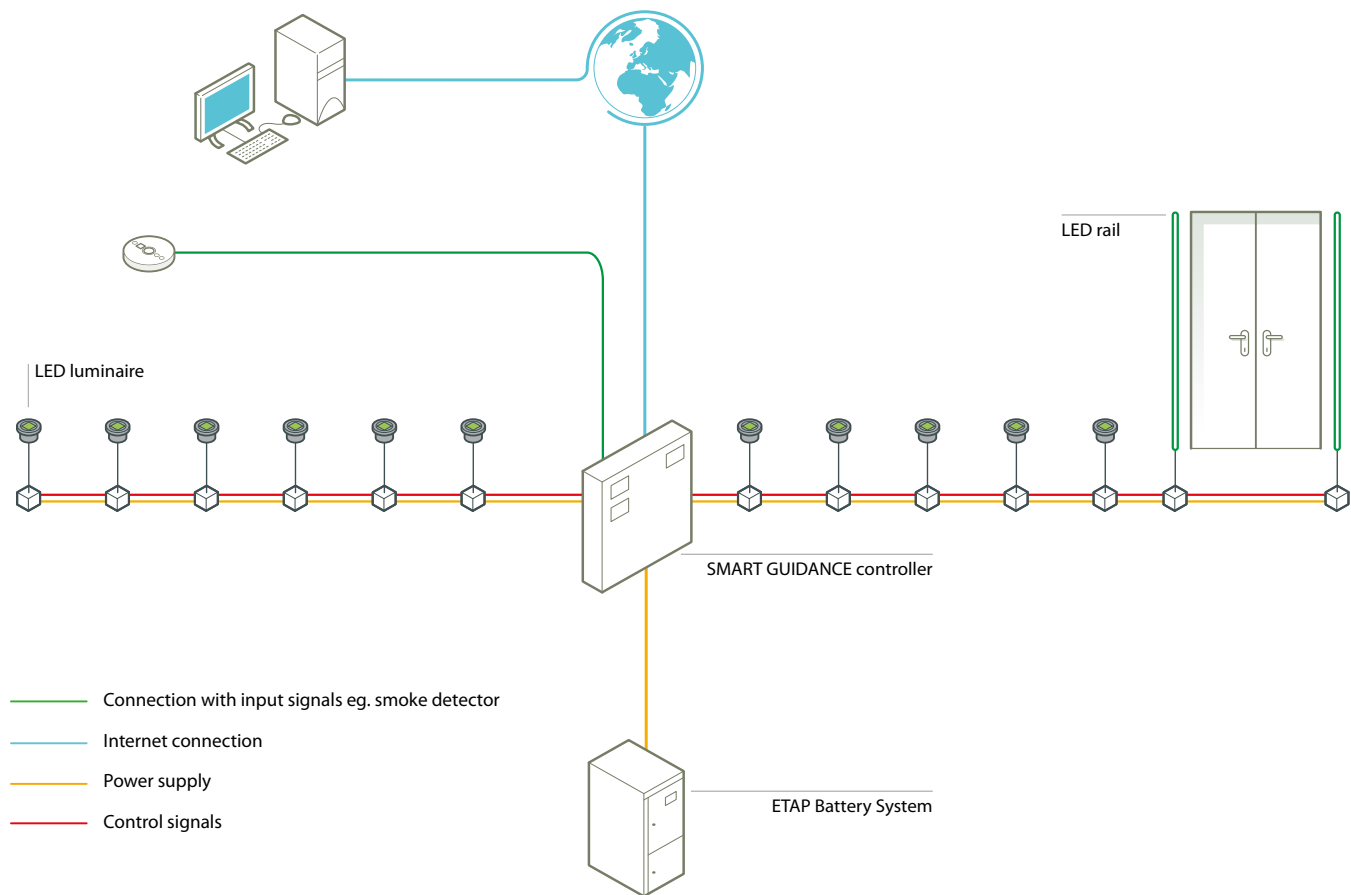 LED rail
LED luminaire
SMART GUIDANCE controller
Connection with input signals eg. smoke detector
Internet connection
Power supply
ETAP Battery System
Control signals